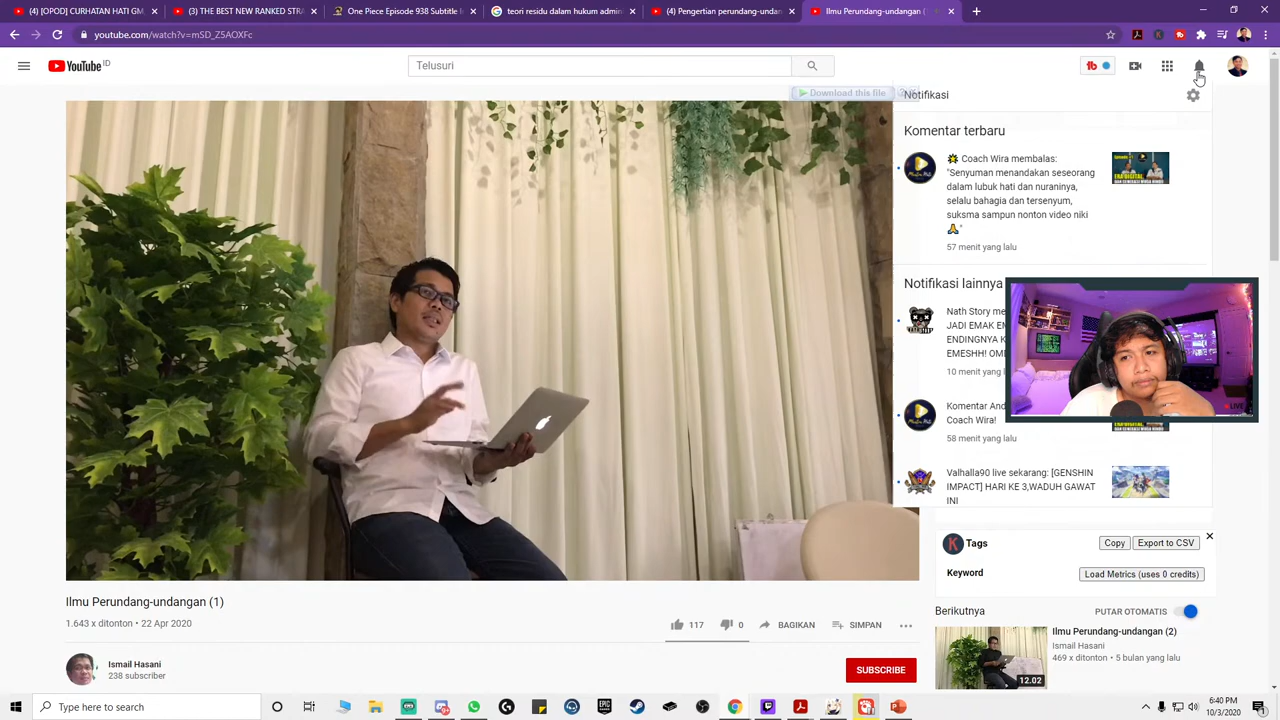 (4) [OPOD] CURHATAN HATI GM
(4) THE BEST NEW RANKED STRA
One Piece Episode 938 Subtitle
teori residu dalam hukum admini
(4) Pengertian perundang-undang
youtube.com/watch?v=mSD_Z5AOXFc
YouTube ID
Telusuri
Download this file
Notifikasi
Komentar terbaru
Coach Wira membalas:
"Senyuman menandakan seseorang
dalam lubuk hati dan nuraninya,
selalu bahagia dan tersenyum,
suksma sampun nonton video niki
🙏"
57 menit yang lalu
Notifikasi lainnya
Nath Story me
JADI EMAK EM
ENDINGNYA K
EMESHH! OM
10 menit yang l
Komentar And
Coach Wira!
58 menit yang lalu
Valhalla90 live sekarang: [GENSHIN
IMPACT] HARI KE 3,WADUH GAWAT
INI
LIVE
Tags
Copy
Export to CSV
Keyword
Load Metrics (uses 0 credits)
Berikutnya
PUTAR OTOMATIS
Ilmu Perundang-undangan (2)
Ismail Hasani
469 x ditonton • 5 bulan yang lalu
12.02
Ilmu Perundang-undangan (1)
1.643 x ditonton • 22 Apr 2020
117
0
BAGIKAN
SIMPAN
Ismail Hasani
238 subscriber
SUBSCRIBE
Type here to search
6:40 PM
10/3/2020